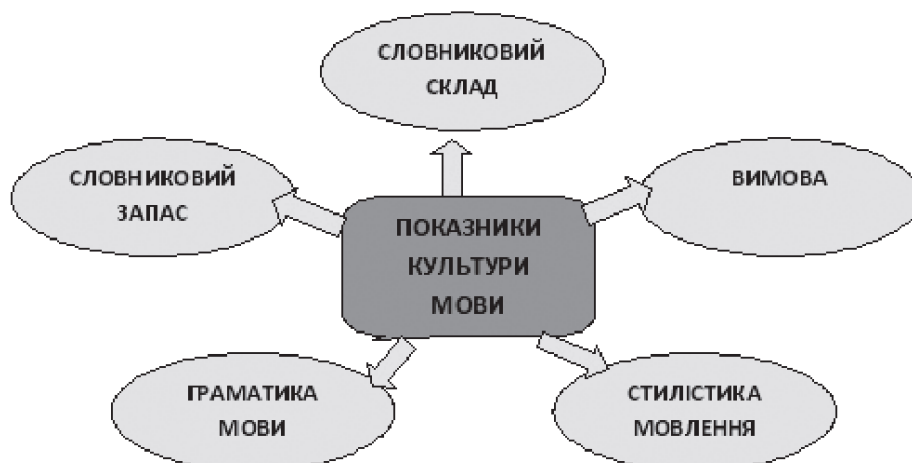 СЛОВНИКОВИЙ
СКЛАД
СЛОВНИКОВИЙ
ЗАПАС
ВИМОВА
ПОКАЗНИКИ
КУЛЬТУРИ
МОВИ
ГРАМАТИКА
МОВИ
СТИЛІСТИКА
МОВЛЕННЯ